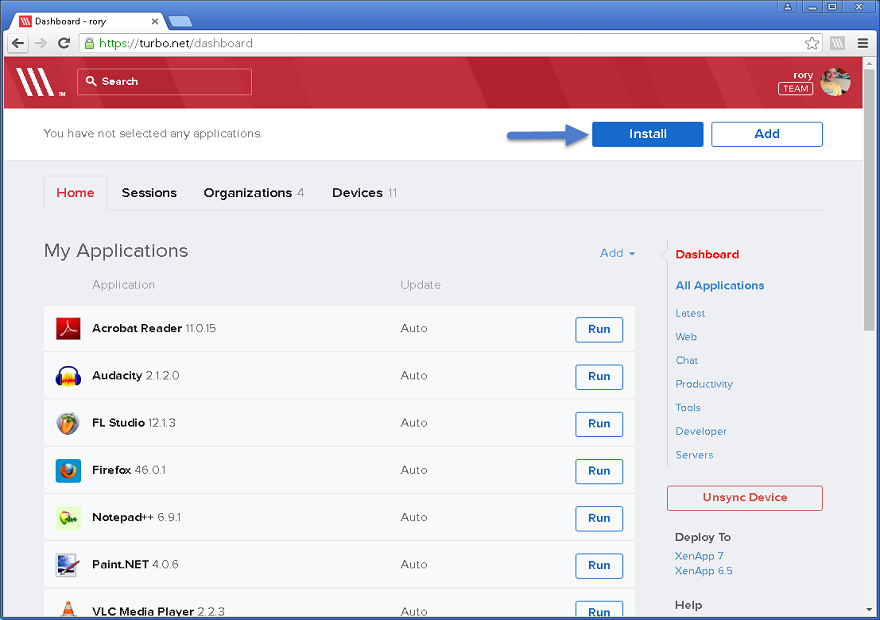 Dashboard - rory
https://turbo.net/dashboard
TM
Search
rory
TEAM
You have not selected any applications.
Install
Add
Home
Sessions
Organizations 4
Devices 11
My Applications
Add
Application
Update
Acrobat Reader 11.0.15
Auto
Run
Audacity 2.1.2.0
Auto
Run
FL Studio 12.1.3
Auto
Run
Firefox 46.0.1
Auto
Run
Notepad++ 6.9.1
Auto
Run
Paint.NET 4.0.6
Auto
Run
VLC Media Player 2.2.3
Auto
Run
Dashboard
All Applications
Latest
Web
Chat
Productivity
Tools
Developer
Servers
Unsync Device
Deploy To
XenApp 7
XenApp 6.5
Help